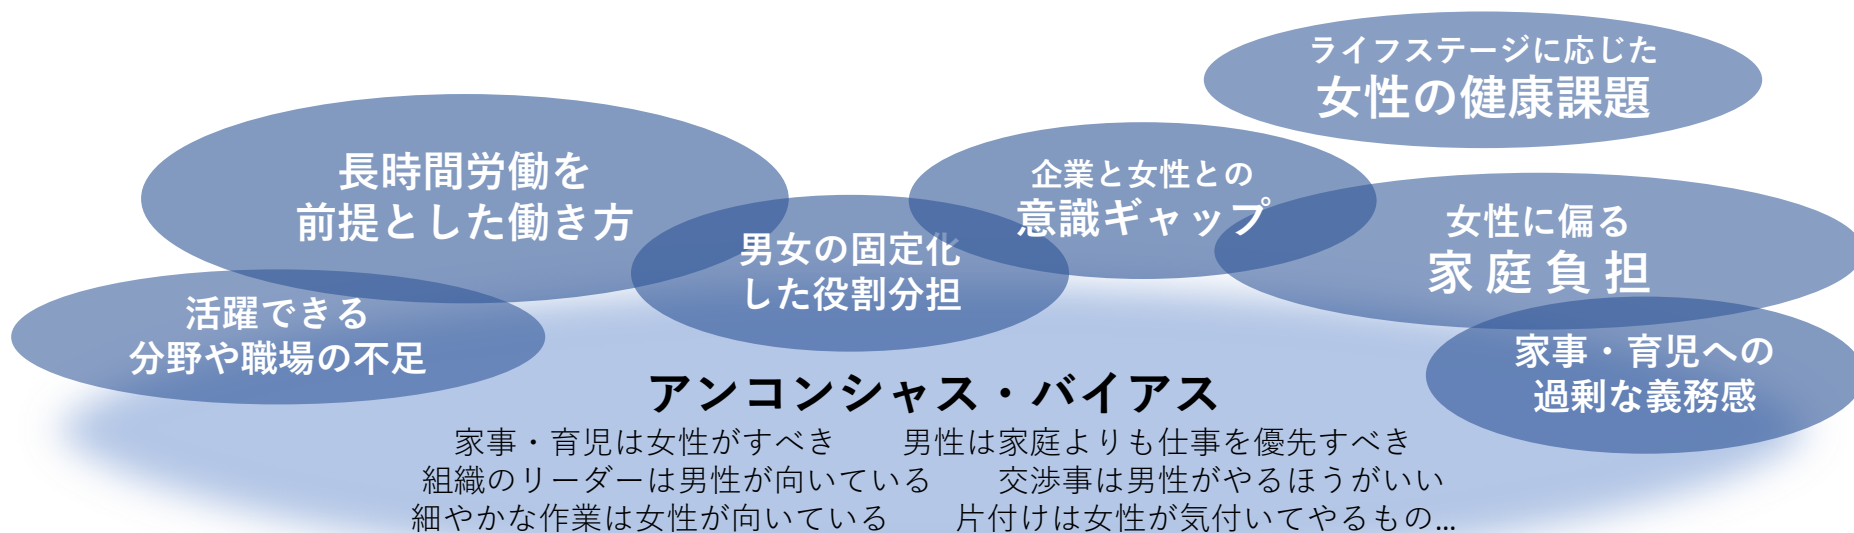 ライフステージに応じた
女性の健康課題
長時間労働を
前提とした働き方
企業と女性との
意識ギャップ
女性に偏る
家庭負担
男女の固定化
した役割分担
活躍できる
分野や職場の不足
家事・育児への
過剰な義務感
アンコンシャス・バイアス
家事・育児は女性がすべき　　男性は家庭よりも仕事を優先すべき
組織のリーダーは男性が向いている　　交渉事は男性がやるほうがいい
細やかな作業は女性が向いている　　片付けは女性が気付いてやるもの…